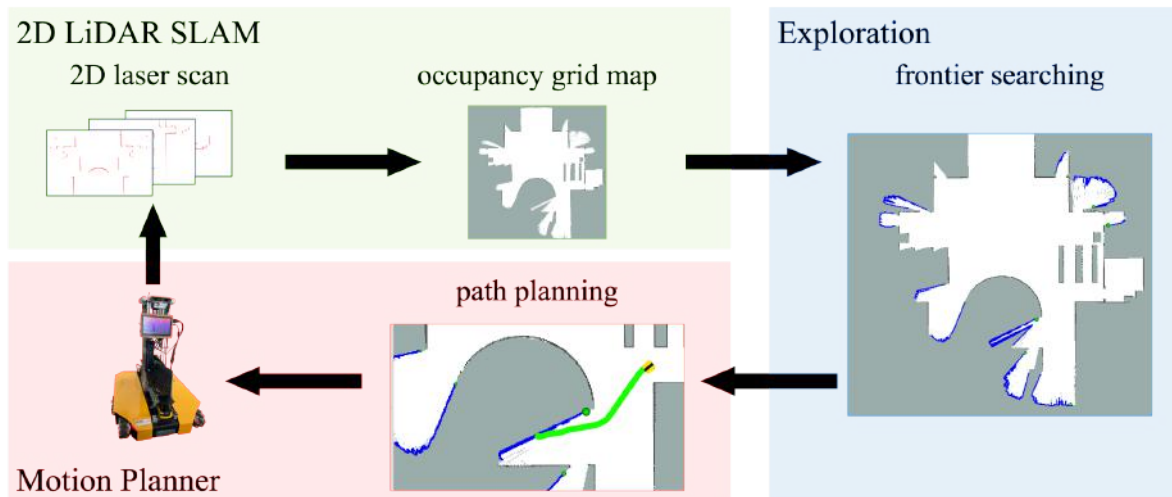 2D LiDAR SLAM
2D laser scan
occupancy grid map
Exploration
frontier searching
path planning
Motion Planner